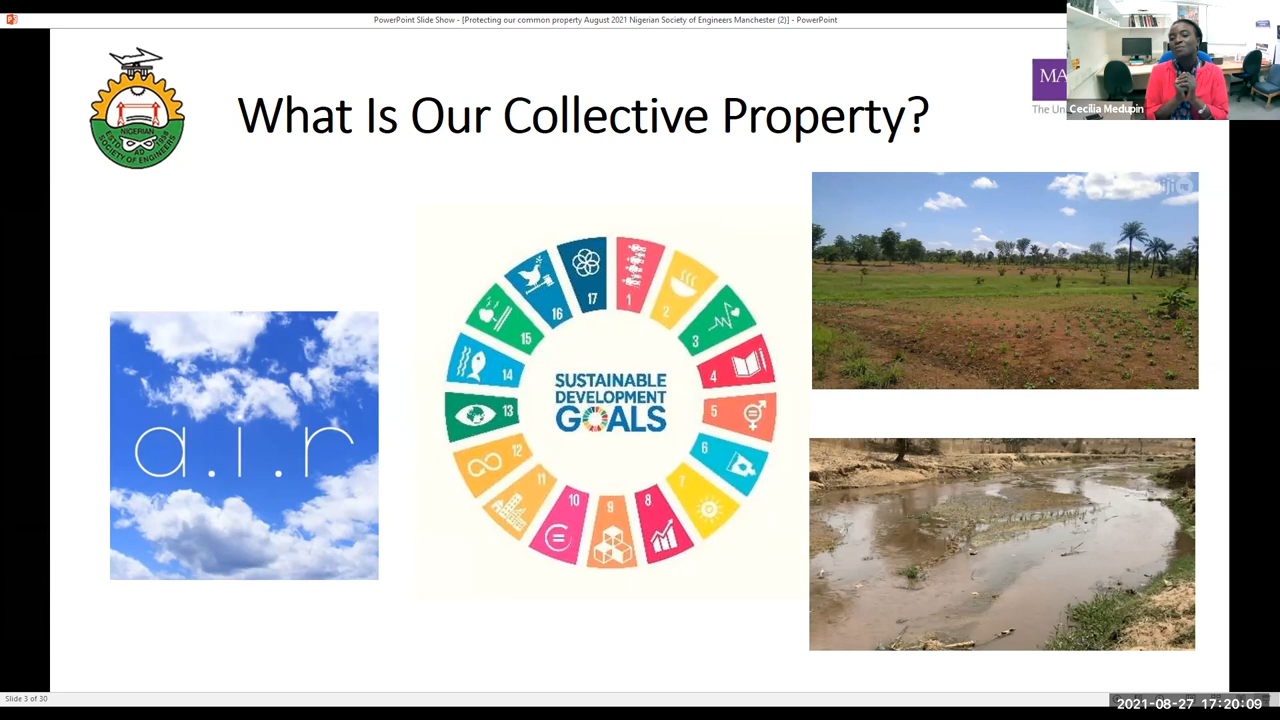 PowerPoint Slide Show - [Protecting our common property August 2021 Nigerian Society of Engineers Manchester (2)] - PowerPoint
What Is Our Collective Property?
NIGERIAN
SOCIETY OF ENGINEERS
ESTD AD 1958
MA
The Un
Cecilia Medupin
a.i.r
SUSTAINABLE
DEVELOPMENT
GOALS
1
2
3
4
5
6
7
8
9
10
11
12
13
14
15
16
17
Slide 3 of 30
2021-08-27 17:20:09